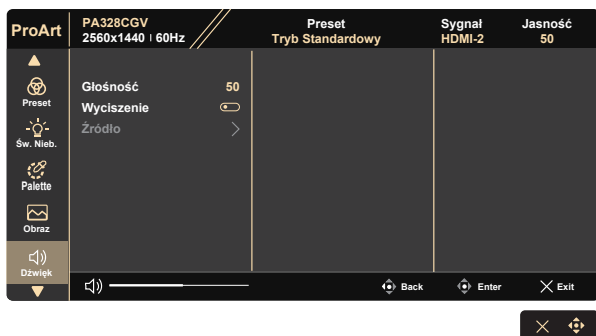 ProArt
PA328CGV
2560x1440 | 60Hz
Preset
Tryb Standardowy
Sygnał
HDMI-2
Jasność
50
Preset
Św. Nieb.
Palette
Obraz
Dźwięk
Głośność 50
Wyciszenie
Źródło
Back
Enter
Exit